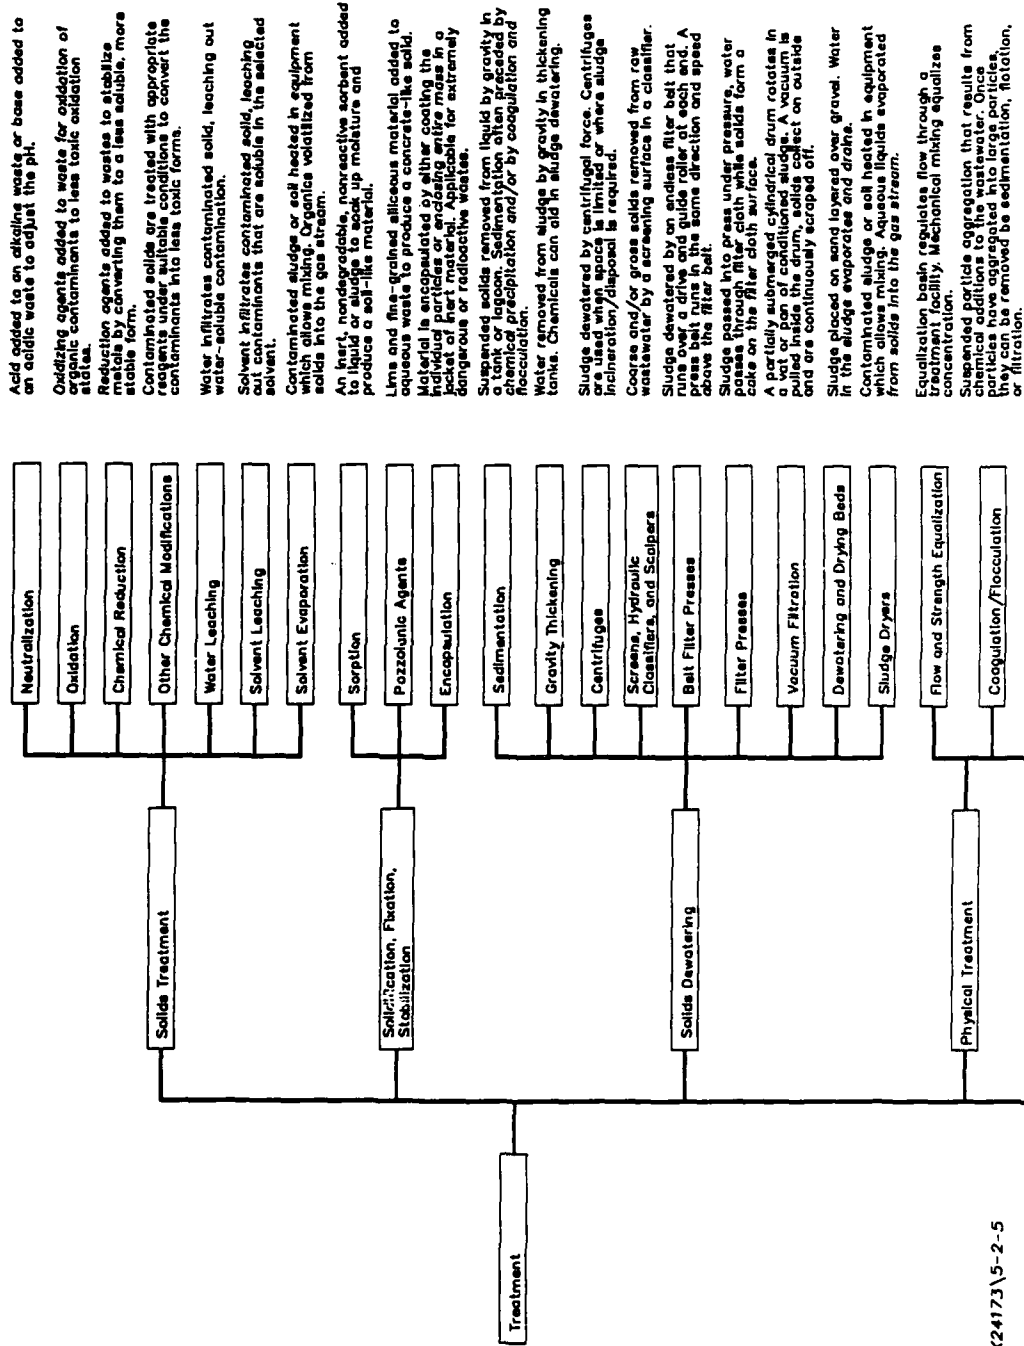 Treatment
Solids Treatment
Neutralization
Acid added to an alkaline waste or base added to
an acidic waste to adjust the pH.
Oxidation
Oxidizing agents added to waste for oxidation of
organic contaminants to less toxic oxidation
states.
Chemical Reduction
Reduction agents added to wastes to stabilize
metals by converting them to a less soluble, more
stable form.
Other Chemical Modifications
Contaminated solids are treated with appropriate
reagents under suitable conditions to convert the
contaminants into less toxic forms.
Water Leaching
Water infiltrates contaminated solid, leaching out
water-soluble contamination.
Solvent Leaching
Solvent infiltrates contaminated solid, leaching
out contaminants that are soluble in the selected
solvent.
Solvent Evaporation
Contaminated sludge or soil heated in equipment
which allows mixing. Organics volatilized from
solids into the gas stream.
Solidification, Fixation,
Stabilization
Sorption
An inert, nondegradable, nonreactive sorbent added
to liquid or sludge to soak up moisture and
produce a soil-like material.
Pozzolunic Agents
Lime and fine-grained siliceous material added to
aqueous waste to produce a concrete-like solid.
Encapsulation
Material is encapsulated by either coating the
individual particles or enclosing entire mass in a
jacket of inert material. Applicable for extremely
dangerous or radioactive wastes.
Solids Dewatering
Sedimentation
Suspended solids removed from liquid by gravity in
a tank or lagoon. Sedimentation often preceded by
chemical precipitation and/or by coagulation and
flocculation.
Gravity Thickening
Water removed from sludge by gravity in thickening
tanks. Chemicals can aid in sludge dewatering.
Centrifuges
Sludge dewatered by centrifugal force. Centrifuges
are used when space is limited or where sludge
incineration/disposal is required.
Screens, Hydraulic
Classifiers, and Scalpers
Coarse and/or gross solids removed from raw
wastewater by a screening surface in a classifier.
Belt Filter Presses
Sludge dewatered by an endless filter belt that
runs over a drive and guide roller at each end. A
press belt runs in the same direction and speed
above the filter belt.
Filter Presses
Sludge passed into press under pressure, water
passes through filter cloth while solids form a
cake on the filter cloth surface.
Vacuum Filtration
A partially submerged cylindrical drum rotates in
a vat or pan of conditioned sludge. A vacuum is
pulled inside the drum, solids collect on outside
and are continuously scraped off.
Dewatering and Drying Beds
Sludge placed on sand layered over gravel. Water
in the sludge evaporates and drains.
Sludge Dryers
Contaminated sludge or soil heated in equipment
which allows mixing. Aqueous liquids evaporated
from solids into the gas stream.
Physical Treatment
Flow and Strength Equalization
Equalization basin regulates flow through a
treatment facility. Mechanical mixing equalizes
concentration.
Coagulation/Flocculation
Suspended particle aggregation that results from
chemical additions to the wastewater. Once
particles have aggregated into large particles,
they can be removed be sedimentation, flotation,
or filtration.
24173\5-2-5